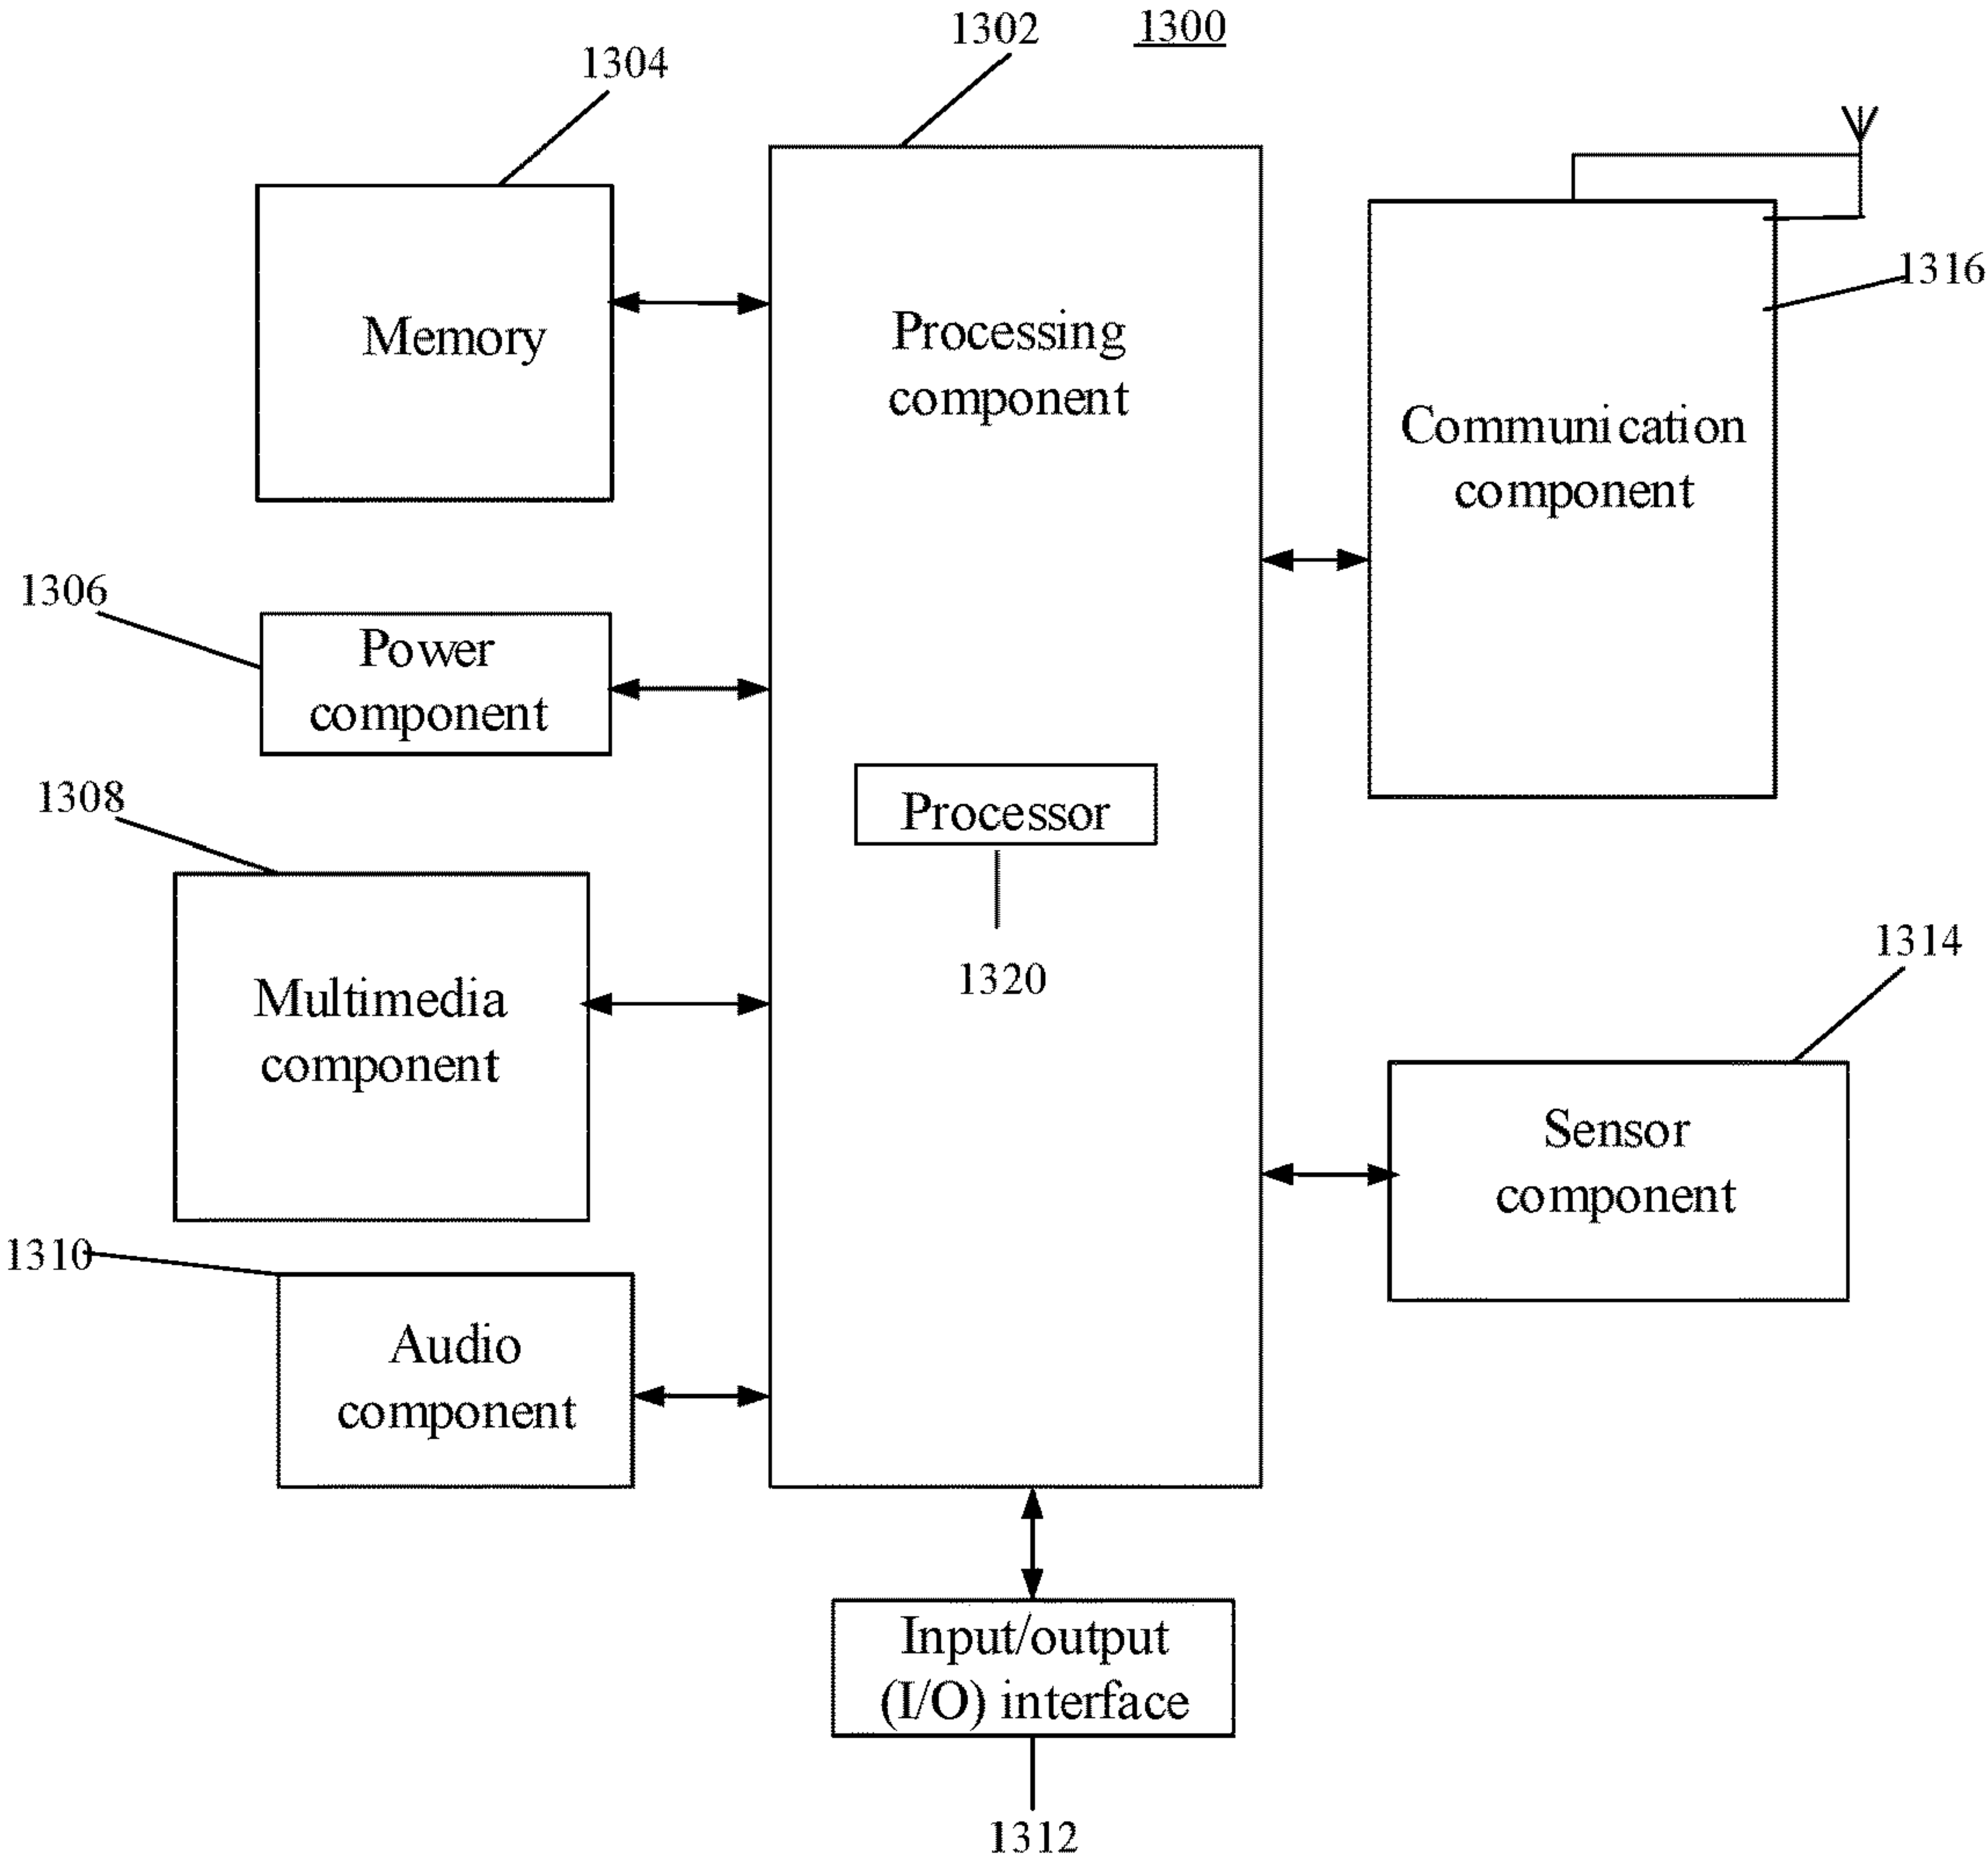 1302
1300
1304
1316
Memory
Processing
component
Communication
component
1306
Power
component
1308
Processor
1320
1314
Multimedia
component
Sensor
component
1310
Audio
component
Input/output
(I/O) interface
1312